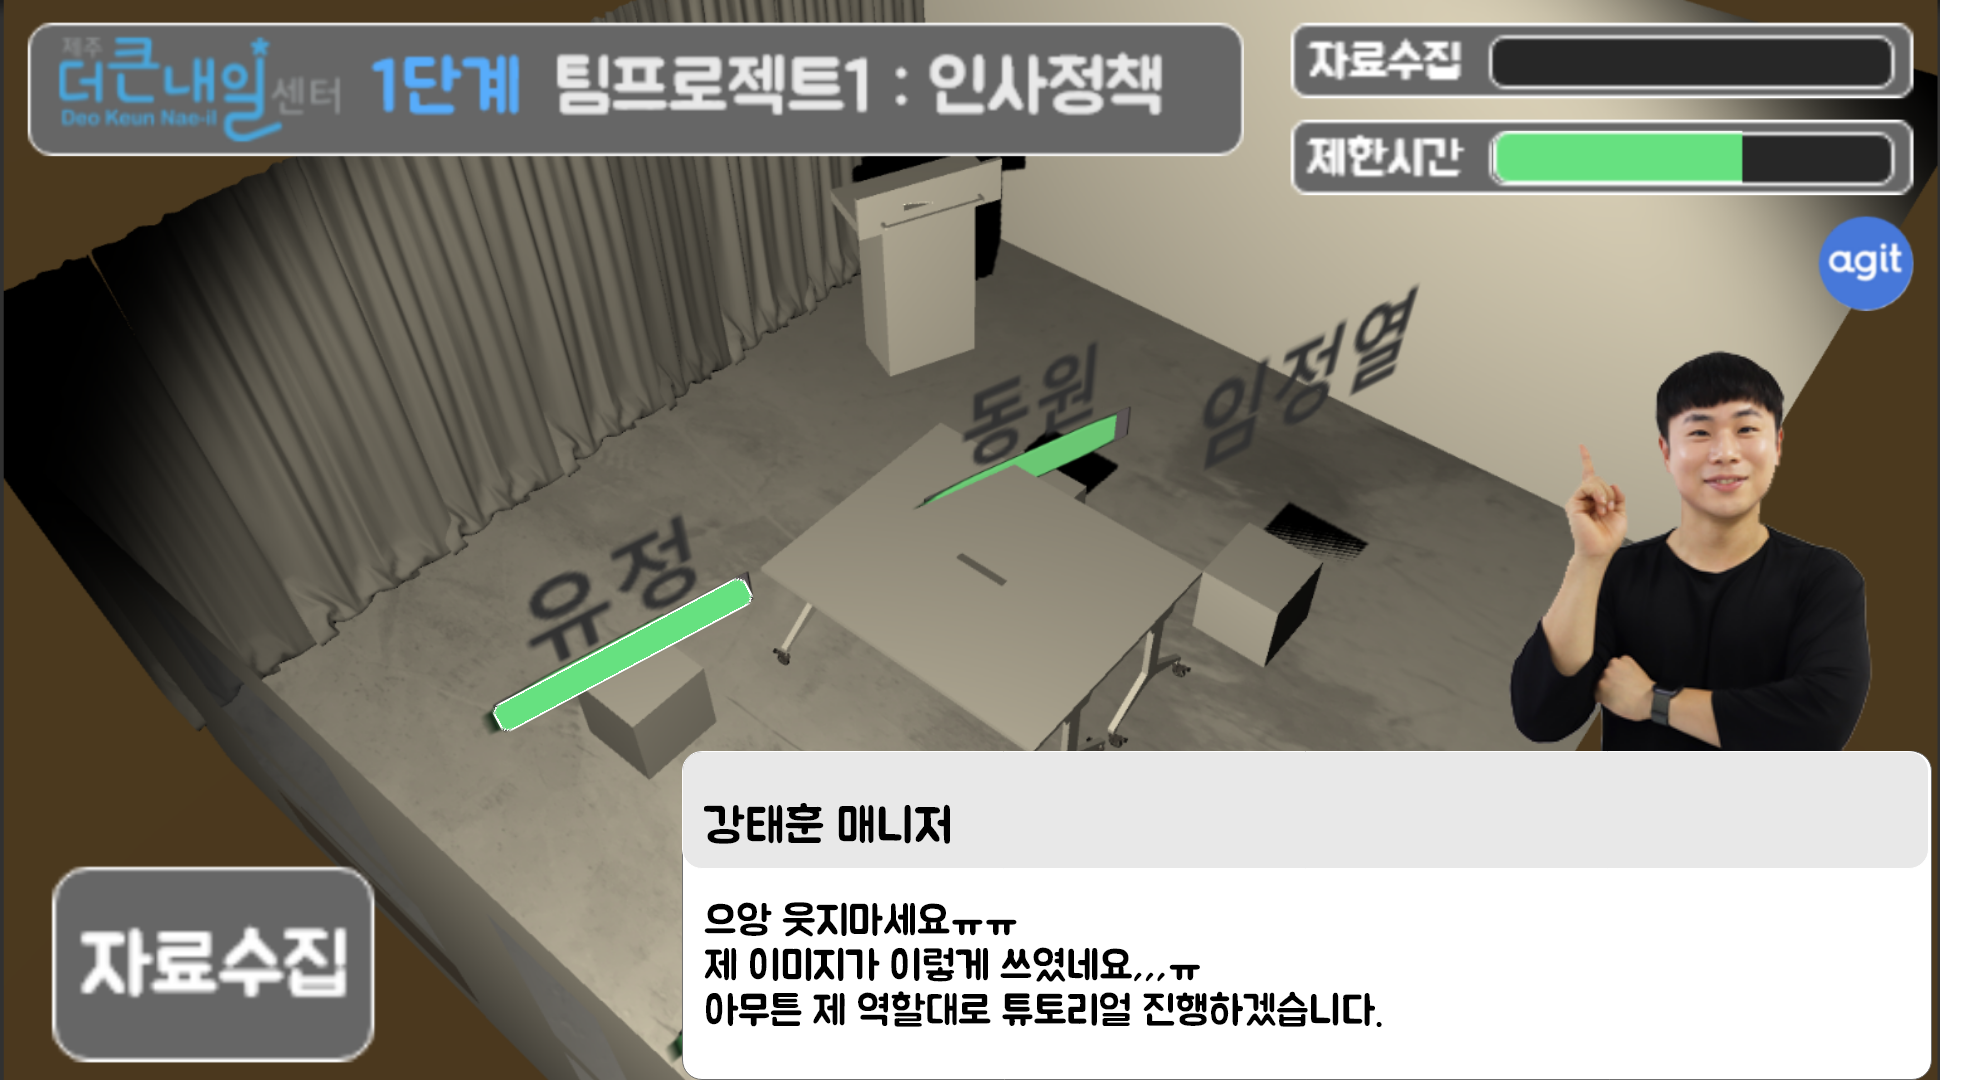 제주 더큰내일센터 1단계 팀프로젝트1 : 인사정책
Deo Keun Nae-il
자료수집
제한시간
agit
동원
임정열
유정
강태훈 매니저
으앙 웃지마세요ㅠㅠ
제 이미지가 이렇게 쓰였네요,,,ㅠ
아무튼 제 역할대로 튜토리얼 진행하겠습니다.
자료수집